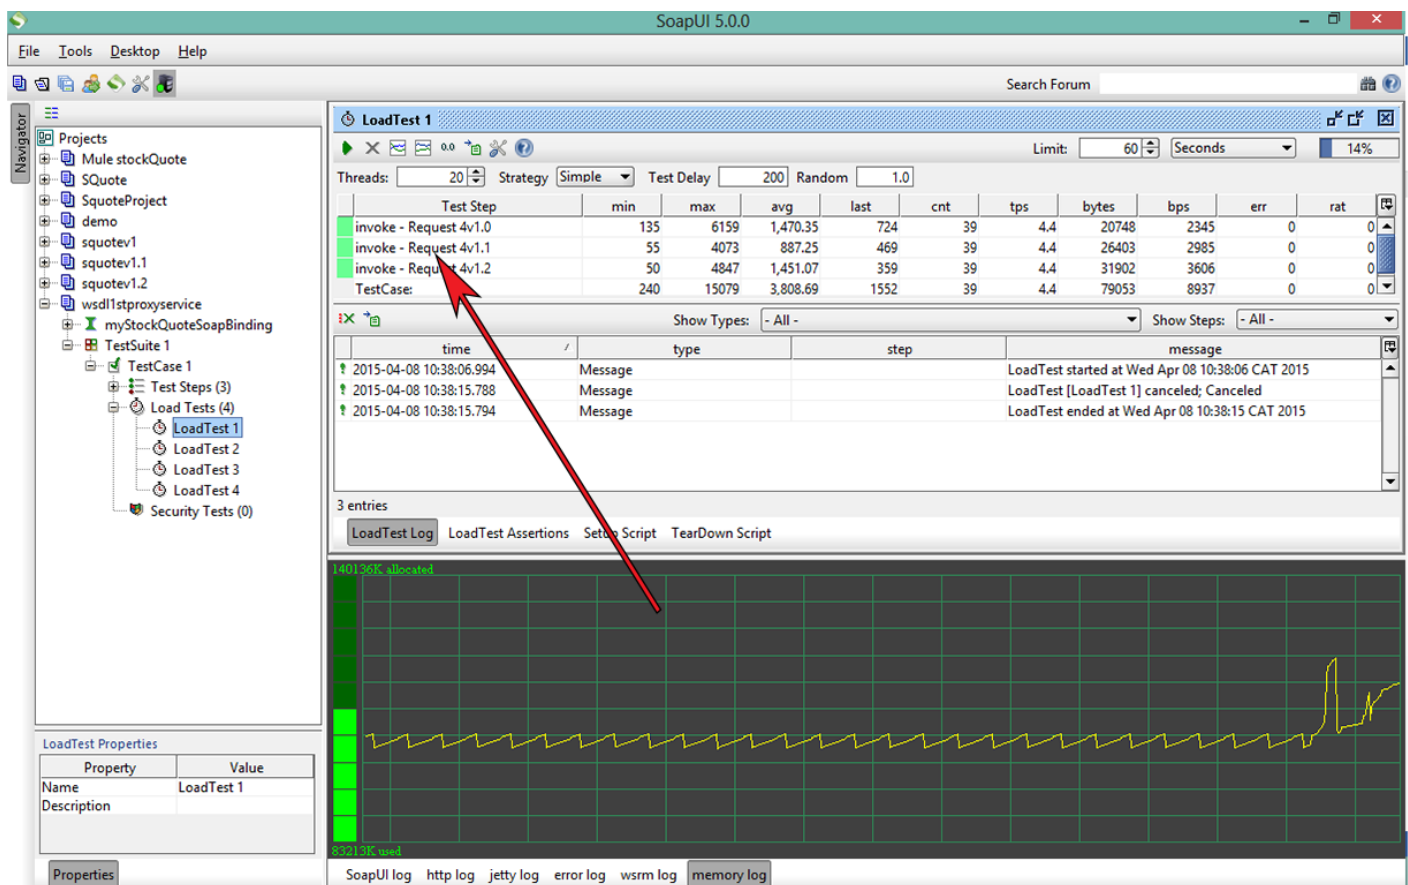 SoapUI 5.0.0
File Tools Desktop Help
Search Forum
Navigator
Projects
Mule stockQuote
SQuote
SquoteProject
demo
squotev1
squotev1.1
squotev1.2
wsdl1stproxyservice
myStockQuoteSoapBinding
TestSuite 1
TestCase 1
Test Steps (3)
Load Tests (4)
LoadTest 1
LoadTest 2
LoadTest 3
LoadTest 4
Security Tests (0)
LoadTest Properties
Property Value
Name LoadTest 1
Description
Properties
LoadTest 1
0.0 Limit: 60 Seconds 14%
Threads: 20 Strategy Simple Test Delay 200 Random 1.0
Test Step min max avg last cnt tps bytes bps err rat
invoke - Request 4v1.0 135 6159 1,470.35 724 39 4.4 20748 2345 0 0
invoke - Request 4v1.1 55 4073 887.25 469 39 4.4 26403 2985 0 0
invoke - Request 4v1.2 50 4847 1,451.07 359 39 4.4 31902 3606 0 0
TestCase: 240 15079 3,808.69 1552 39 4.4 79053 8937 0 0
Show Types: - All - Show Steps: - All -
time type step message
2015-04-08 10:38:06.994 Message LoadTest started at Wed Apr 08 10:38:06 CAT 2015
2015-04-08 10:38:15.788 Message LoadTest [LoadTest 1] canceled; Canceled
2015-04-08 10:38:15.794 Message LoadTest ended at Wed Apr 08 10:38:15 CAT 2015
3 entries
LoadTest Log LoadTest Assertions Setup Script TearDown Script
140136K allocated
83213K used
SoapUI log http log jetty log error log wsrm log memory log